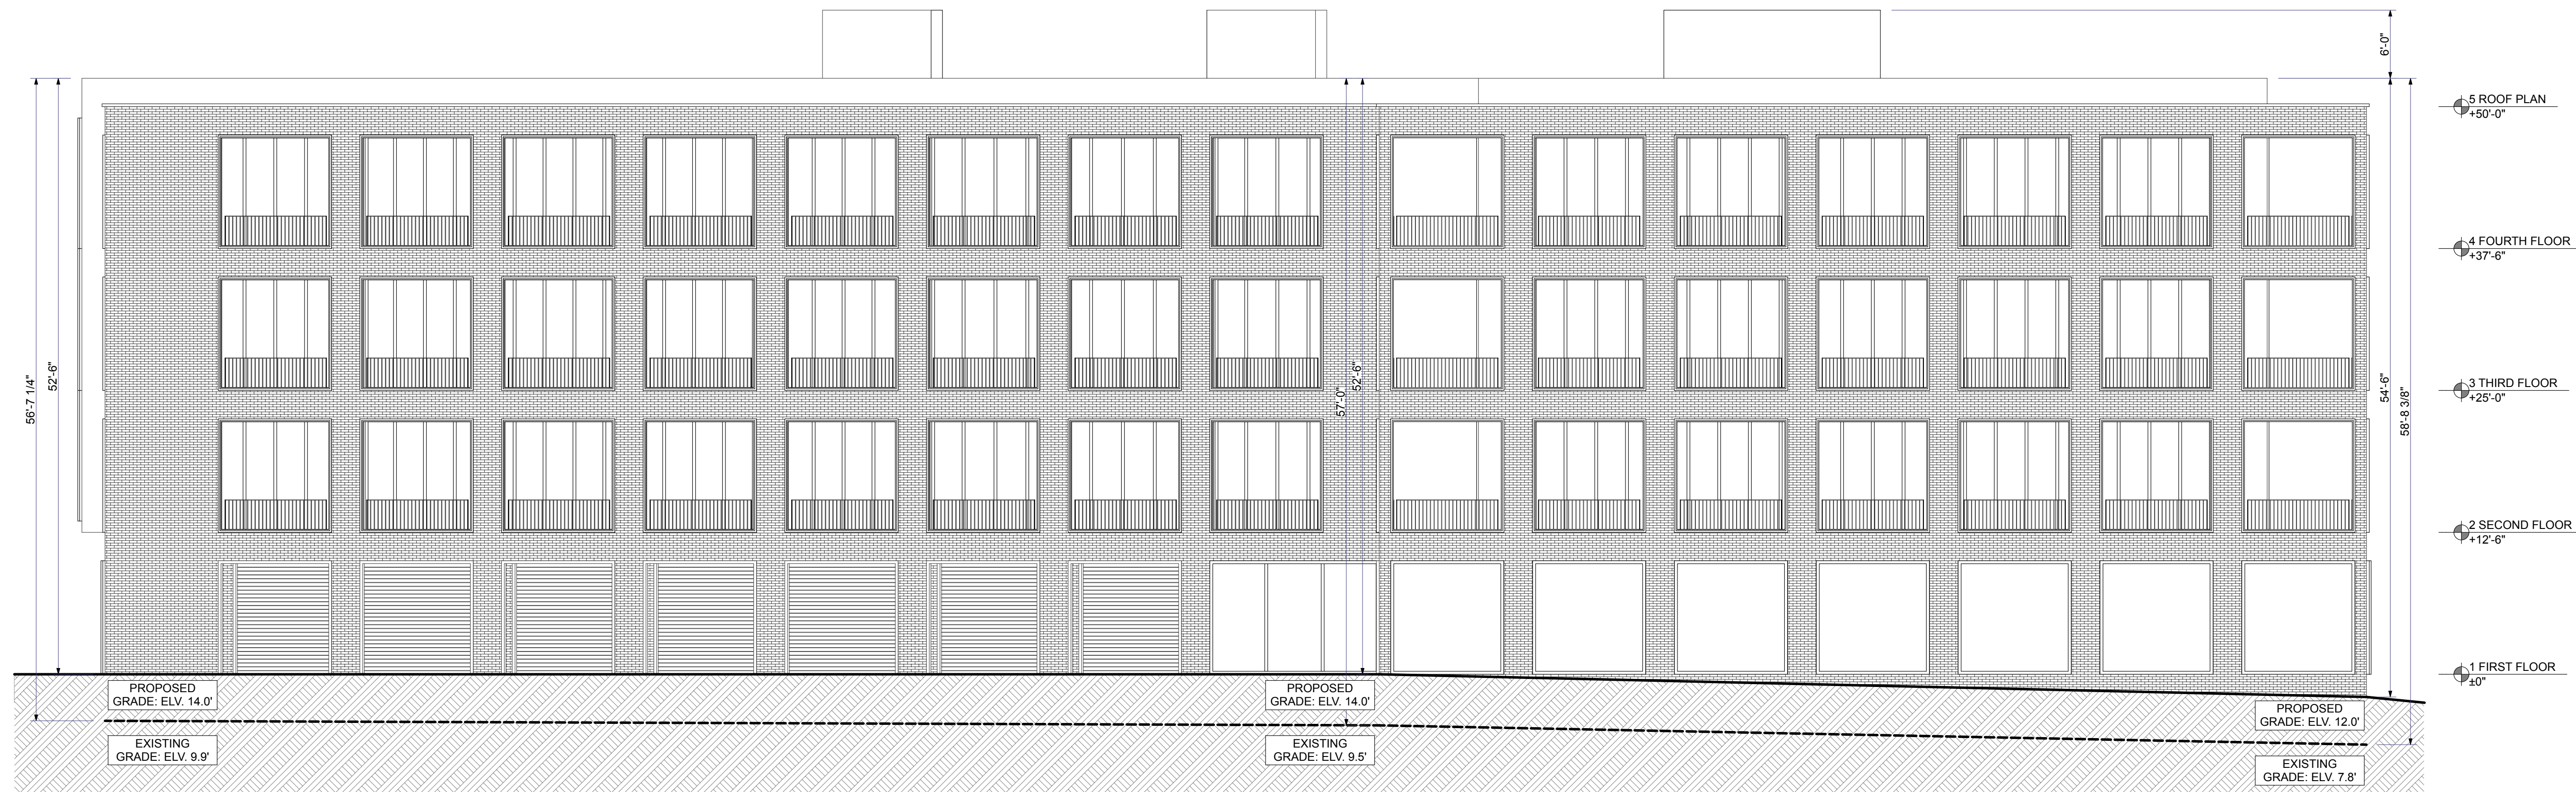 6'-0"
5 ROOF PLAN
+50'-0"
4 FOURTH FLOOR
+37'-6"
3 THIRD FLOOR
+25'-0"
2 SECOND FLOOR
+12'-6"
1 FIRST FLOOR
±0"
56'-7 1/4"
52'-6"
57'-0"
52'-6"
54'-6"
58'-8 3/8"
PROPOSED
GRADE: ELV. 14.0'
PROPOSED
GRADE: ELV. 14.0'
PROPOSED
GRADE: ELV. 12.0'
EXISTING
GRADE: ELV. 9.9'
EXISTING
GRADE: ELV. 9.5'
EXISTING
GRADE: ELV. 7.8'